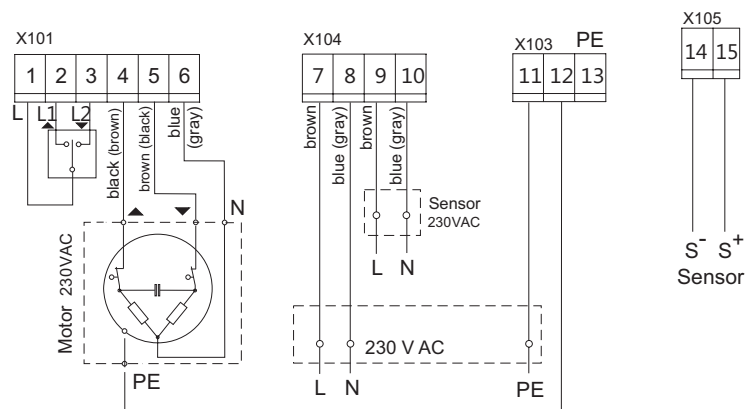 X101
1 2 3 4 5 6
L L1 L2
black (brown)
brown (black)
blue
(gray)
N
Motor 230VAC
PE
X104
7 8 9 10
brown
blue (gray)
brown
blue (gray)
Sensor
230VAC
L N
230 V AC
L N
X103 PE
11 12 13
PE
X105
14 15
S- S+
Sensor